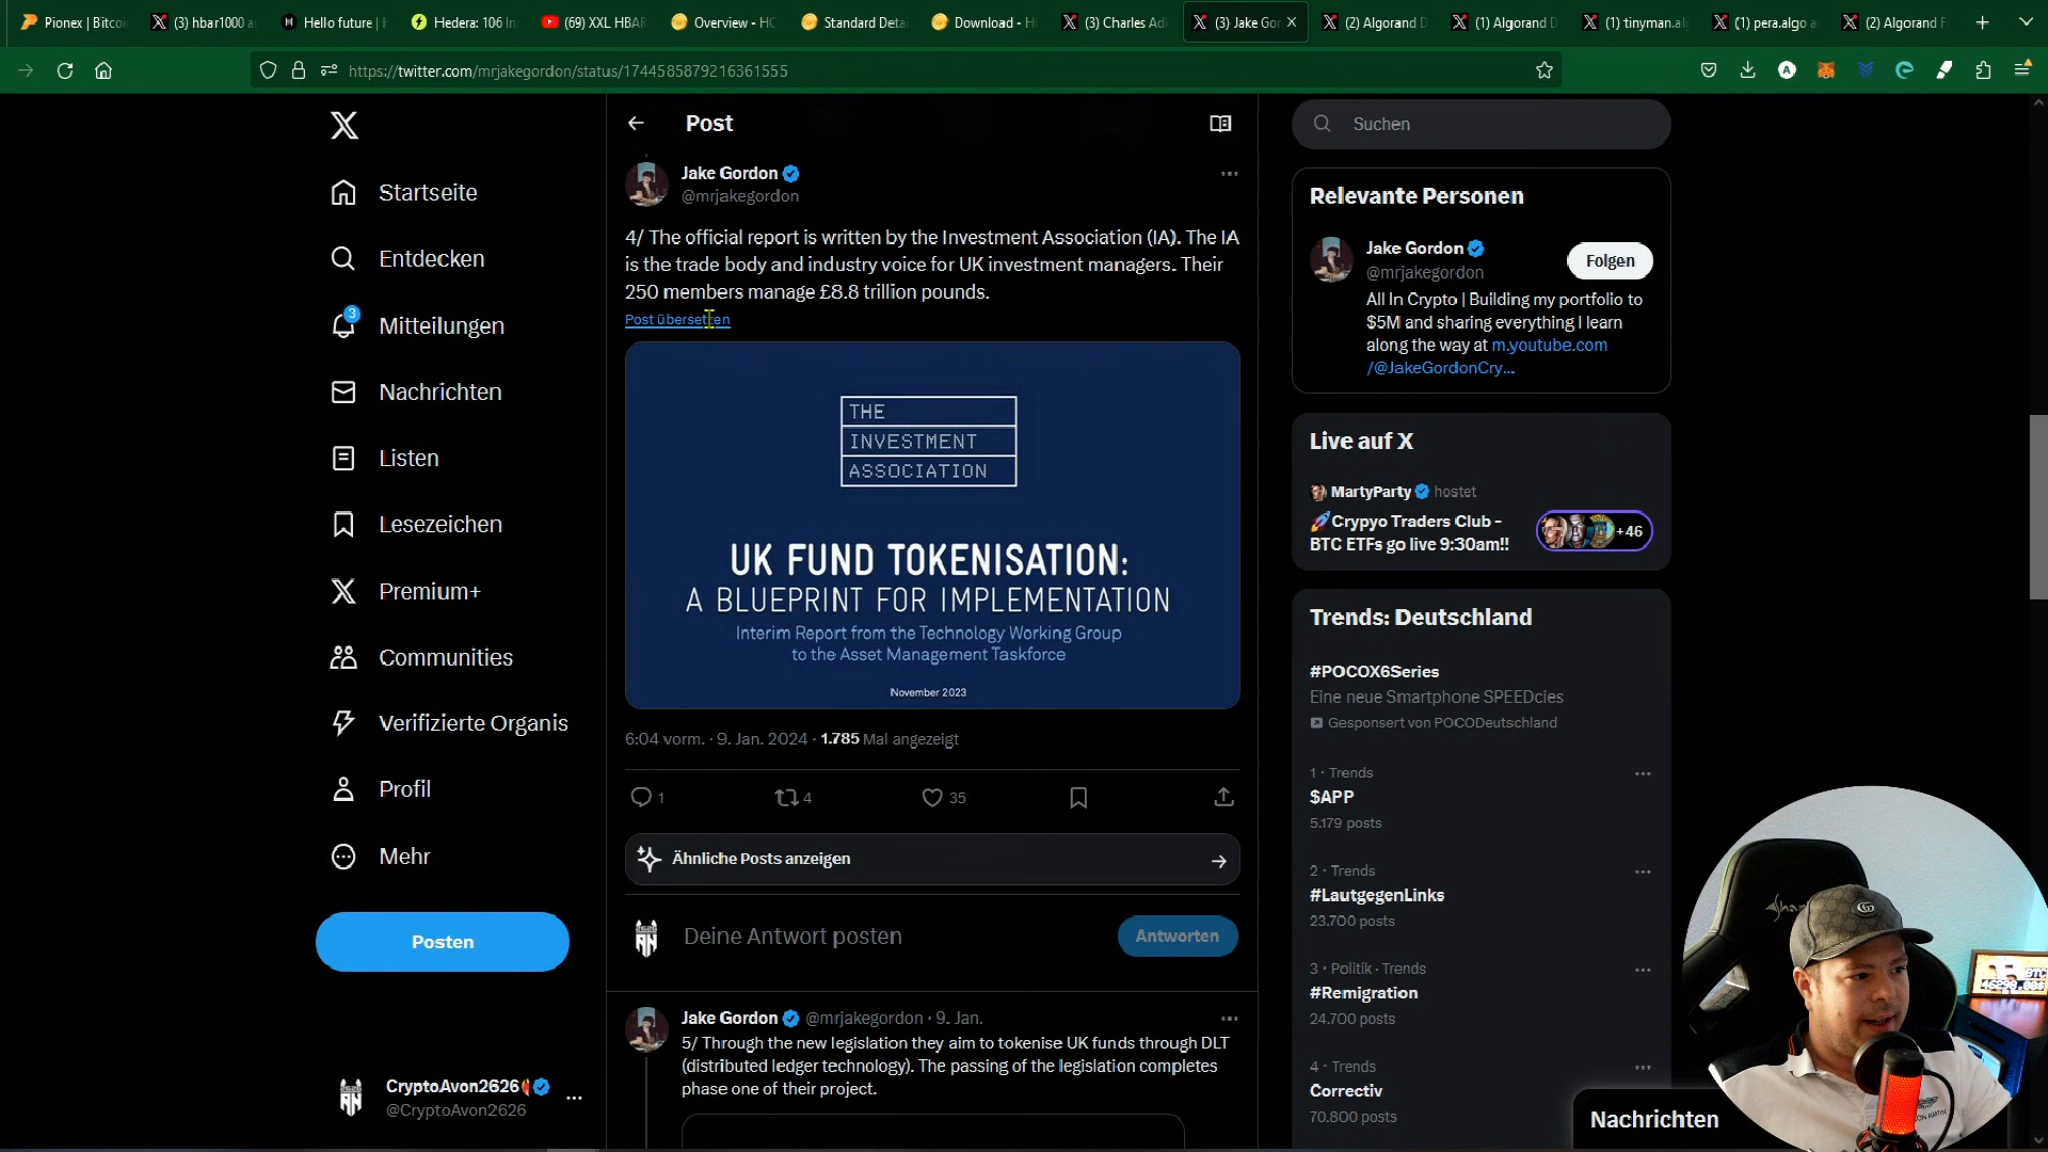 Pionex | Bitcoi
(3) hbar1000 a
Hello future |
Hedera: 106 In
(69) XXL HBAR
Overview - HC
Standard Deta
Download - H
(3) Charles Ad
(3) Jake Gor
(2) Algorand D
(1) Algorand D
(1) tinyman.al
(1) pera.algo a
(2) Algorand F
https://twitter.com/mrjakegordon/status/1744585879216361555
Startseite
Entdecken
3
Mitteilungen
Nachrichten
Listen
Lesezeichen
Premium+
Communities
Verifizierte Organis
Profil
Mehr
Posten
CryptoAvon2626
@CryptoAvon2626
Post
Jake Gordon
@mrjakegordon
4/ The official report is written by the Investment Association (IA). The IA
is the trade body and industry voice for UK investment managers. Their
250 members manage £8.8 trillion pounds.
Post übersetzen
THE
INVESTMENT
ASSOCIATION
UK FUND TOKENISATION:
A BLUEPRINT FOR IMPLEMENTATION
Interim Report from the Technology Working Group
to the Asset Management Taskforce
November 2023
6:04 vorm. · 9. Jan. 2024 · 1.785 Mal angezeigt
1 4 35
Ähnliche Posts anzeigen
Deine Antwort posten
Antworten
Jake Gordon @mrjakegordon · 9. Jan.
5/ Through the new legislation they aim to tokenise UK funds through DLT
(distributed ledger technology). The passing of the legislation completes
phase one of their project.
Suchen
Relevante Personen
Jake Gordon
@mrjakegordon
Folgen
All In Crypto | Building my portfolio to
$5M and sharing everything I learn
along the way at m.youtube.com
/@JakeGordonCry...
Live auf X
MartyParty hostet
Crypyo Traders Club -
BTC ETFs go live 9:30am!!
+46
Trends: Deutschland
#POCOX6Series
Eine neue Smartphone SPEEDcies
Gesponsert von POCODeutschland
1 · Trends
$APP
5.179 posts
2 · Trends
#LautgegenLinks
23.700 posts
3 · Politik · Trends
#Remigration
24.700 posts
4 · Trends
Correctiv
70.800 posts
Nachrichten
BTC